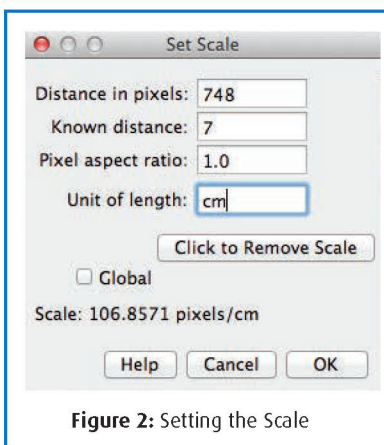 Set Scale
Distance in pixels: 748
Known distance: 7
Pixel aspect ratio: 1.0
Unit of length: cm
Click to Remove Scale
Global
Scale: 106.8571 pixels/cm
Help Cancel OK
Figure 2: Setting the Scale